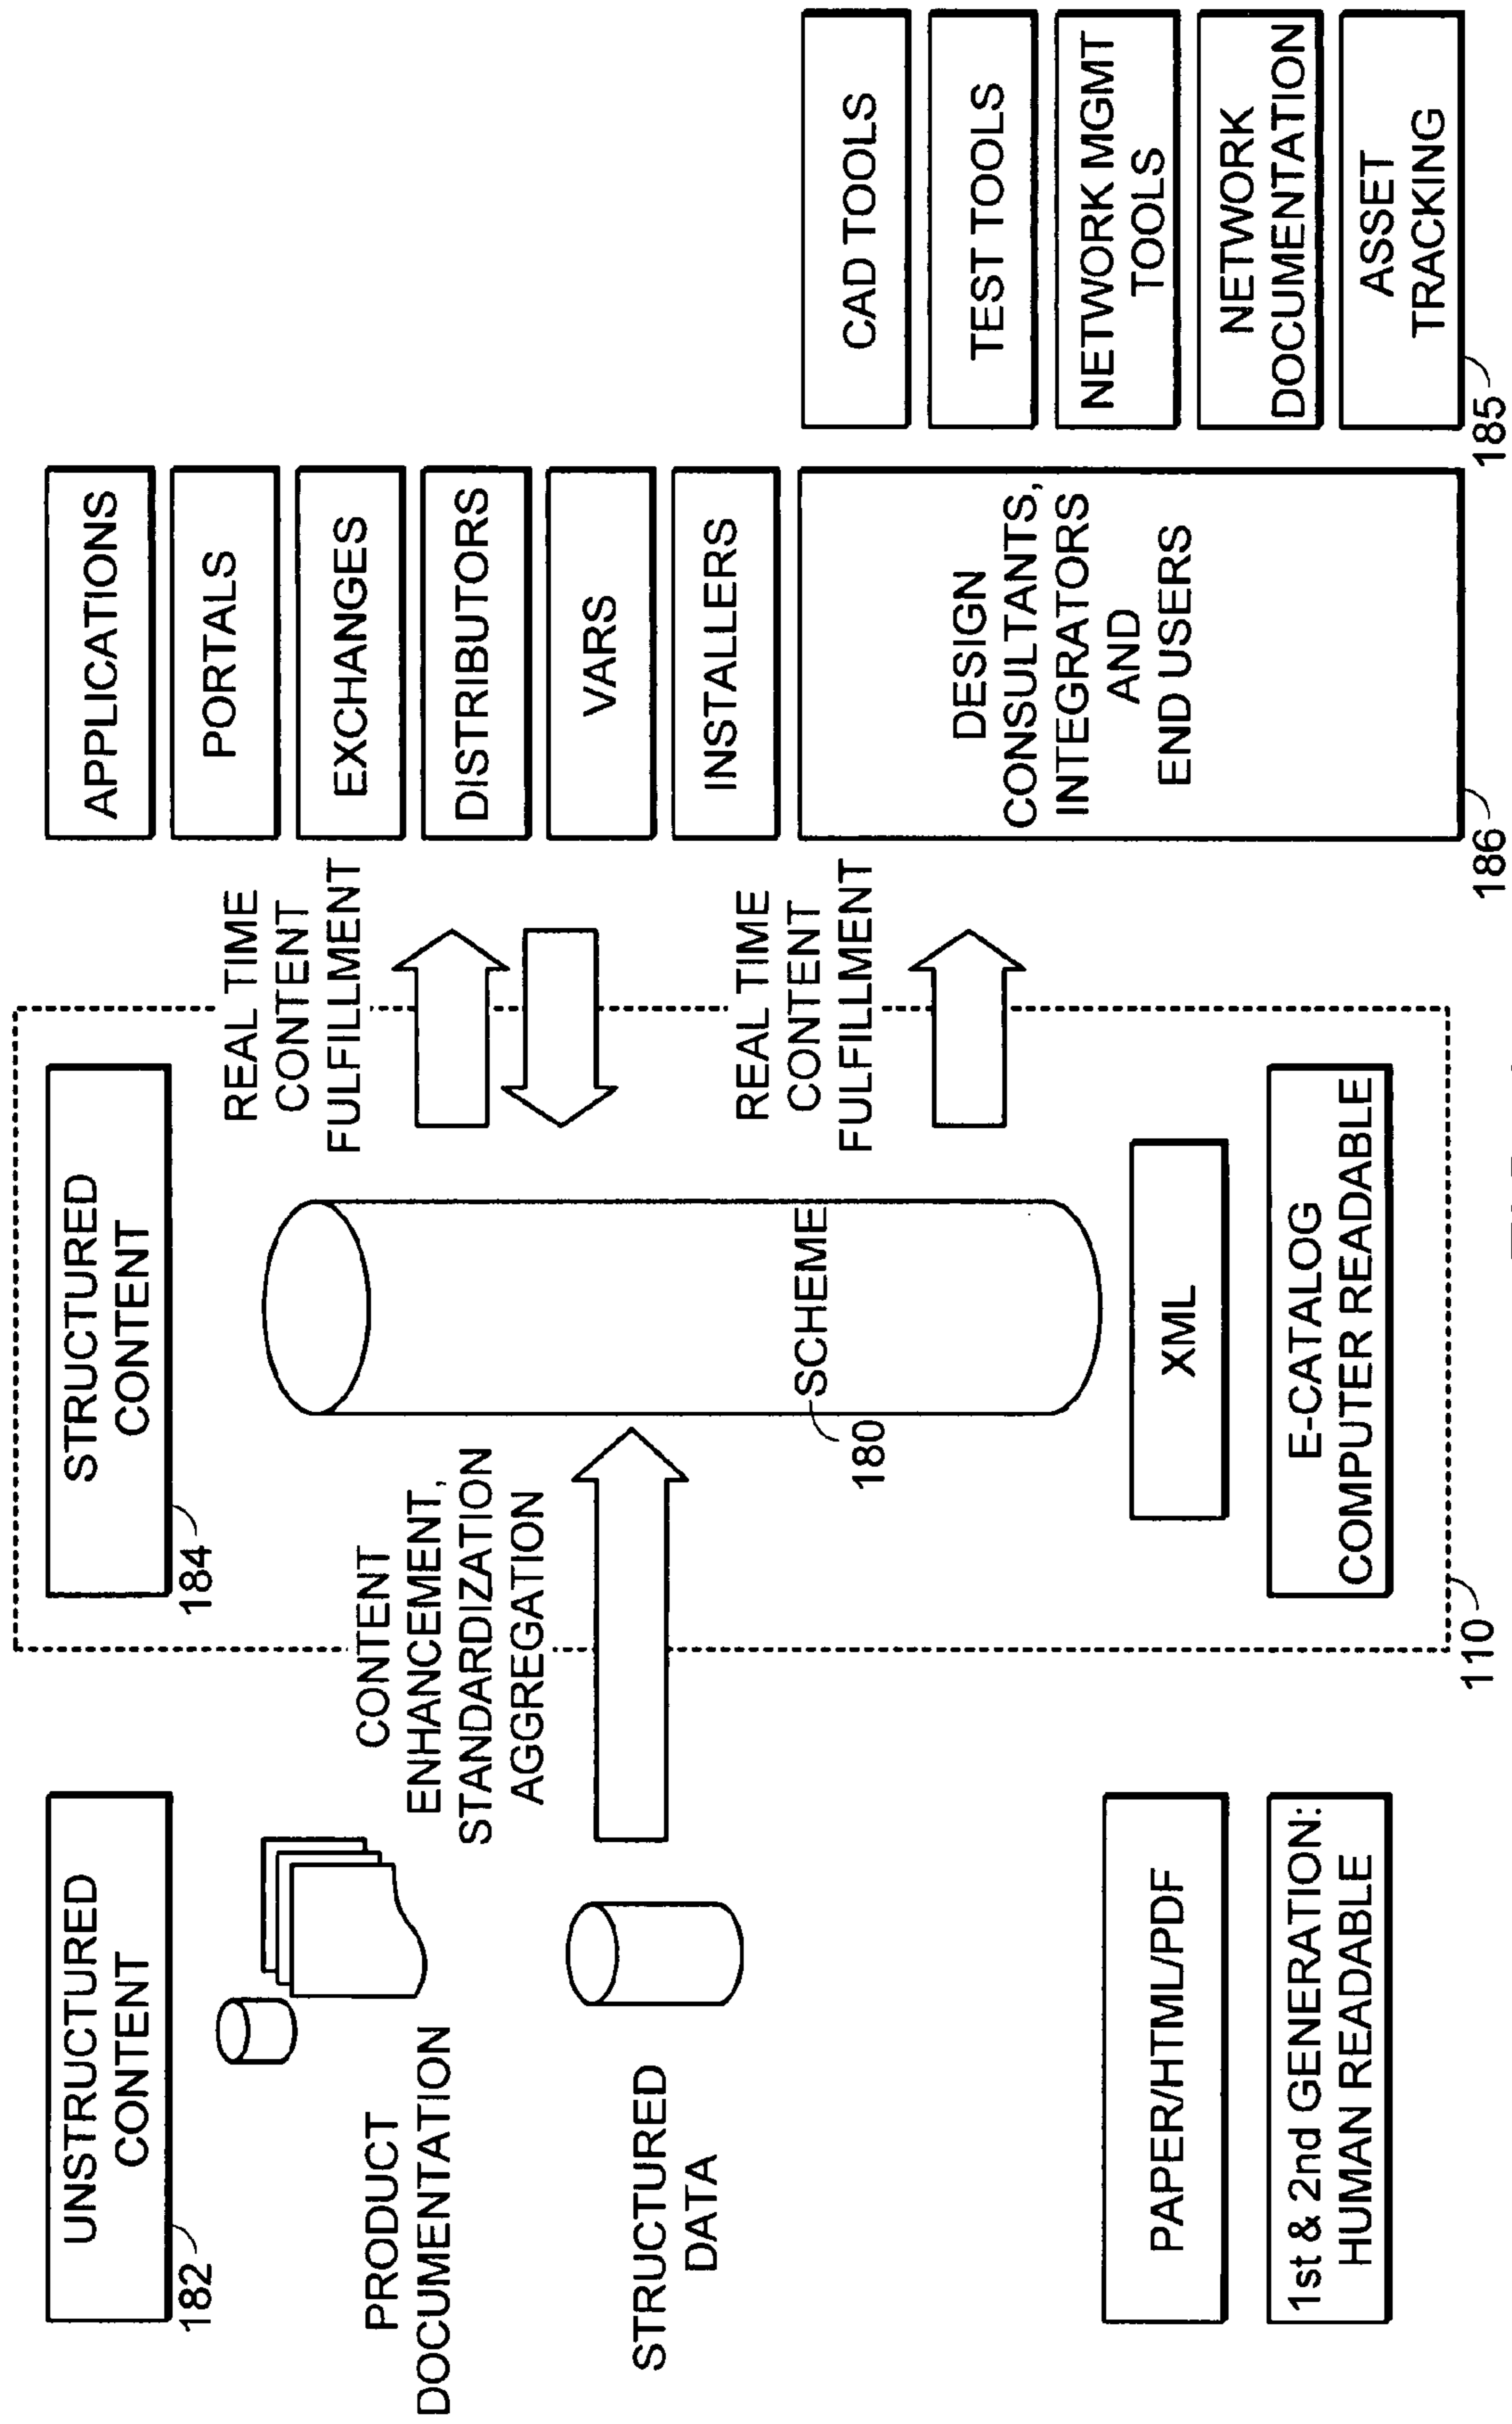 UNSTRUCTURED
CONTENT
182
PRODUCT
DOCUMENTATION
STRUCTURED
DATA
PAPER/HTML/PDF
1st & 2nd GENERATION:
HUMAN READABLE
CONTENT
ENHANCEMENT,
STANDARDIZATION
AGGREGATION
STRUCTURED
CONTENT
184
SCHEME
180
XML
E-CATALOG
COMPUTER READABLE
110
REAL TIME
CONTENT
FULFILLMENT
REAL TIME
CONTENT
FULFILLMENT
APPLICATIONS
PORTALS
EXCHANGES
DISTRIBUTORS
VARS
INSTALLERS
DESIGN
CONSULTANTS,
INTEGRATORS
AND
END USERS
186
CAD TOOLS
TEST TOOLS
NETWORK MGMT
TOOLS
NETWORK
DOCUMENTATION
ASSET
TRACKING
185